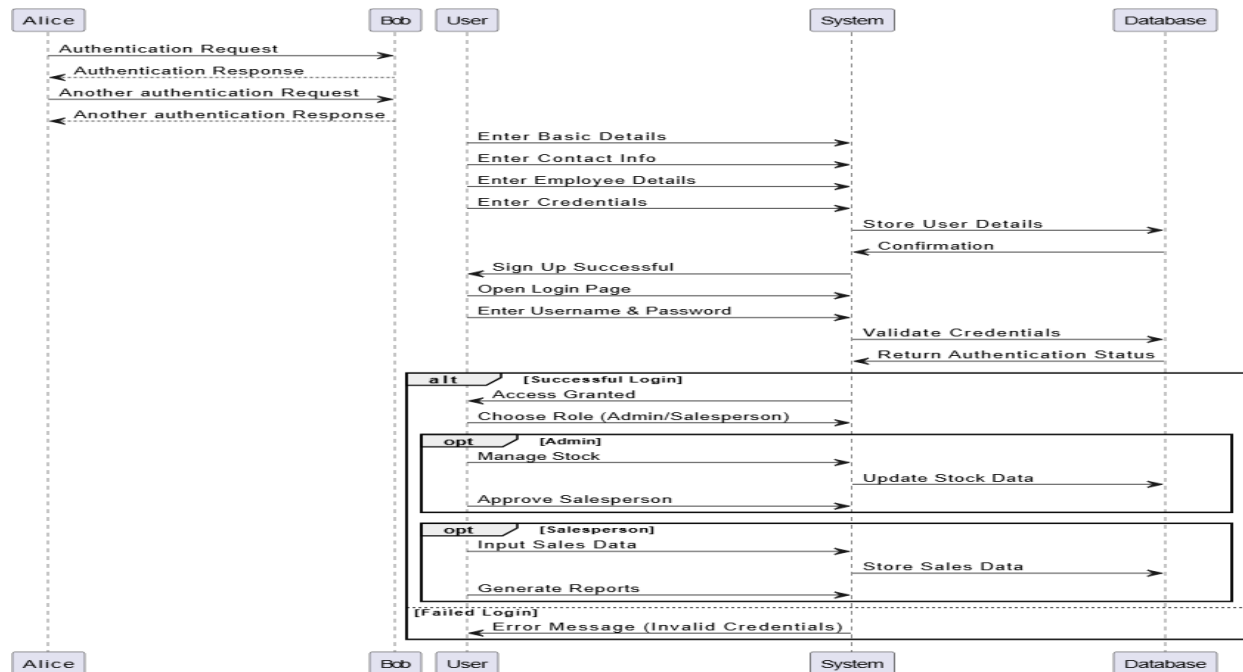 Alice Bob User System Database
Authentication Request
Authentication Response
Another authentication Request
Another authentication Response
Enter Basic Details
Enter Contact Info
Enter Employee Details
Enter Credentials
Store User Details
Confirmation
Sign Up Successful
Open Login Page
Enter Username & Password
Validate Credentials
Return Authentication Status
alt [Successful Login]
Access Granted
Choose Role (Admin/Salesperson)
opt [Admin]
Manage Stock
Update Stock Data
Approve Salesperson
opt [Salesperson]
Input Sales Data
Store Sales Data
Generate Reports
[Failed Login]
Error Message (Invalid Credentials)
Alice Bob User System Database